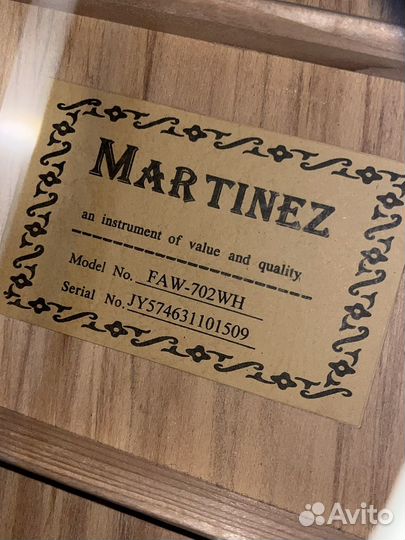 MARTINEZ
an instrument of value and quality
Model No. FAW-702WH
Serial No. JY574631101509
Avito